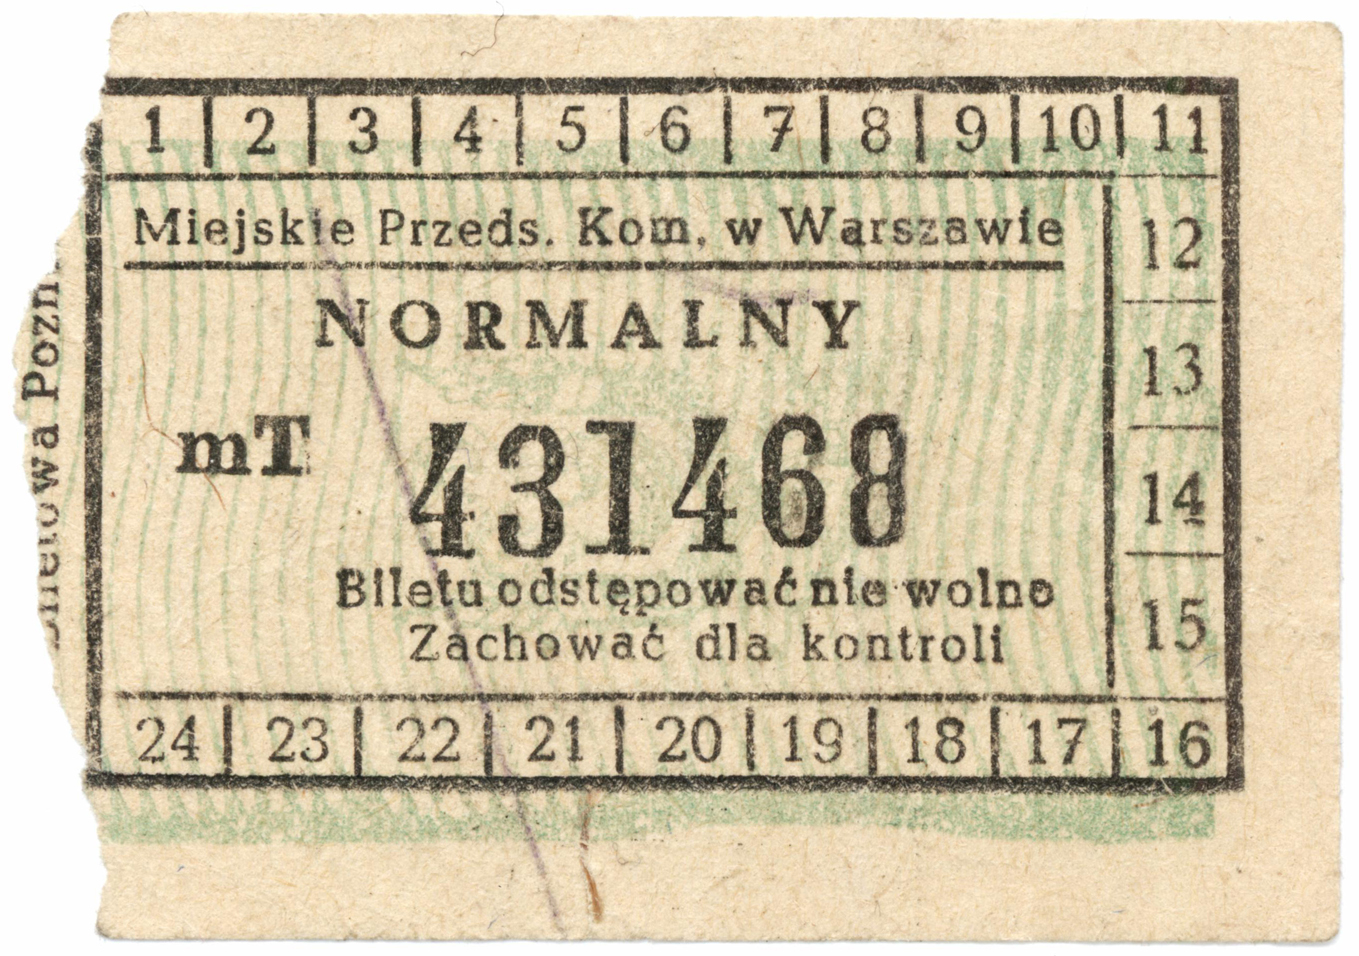 1 2 3 4 5 6 7 8 9 10 11
Miejskie Przeds. Kom. w Warszawie
12
NORMALNY
13
mT 431468
14
Biletu odstępować nie wolno
Zachować dla kontroli
15
24 23 22 21 20 19 18 17 16
Biletowa Pozn.